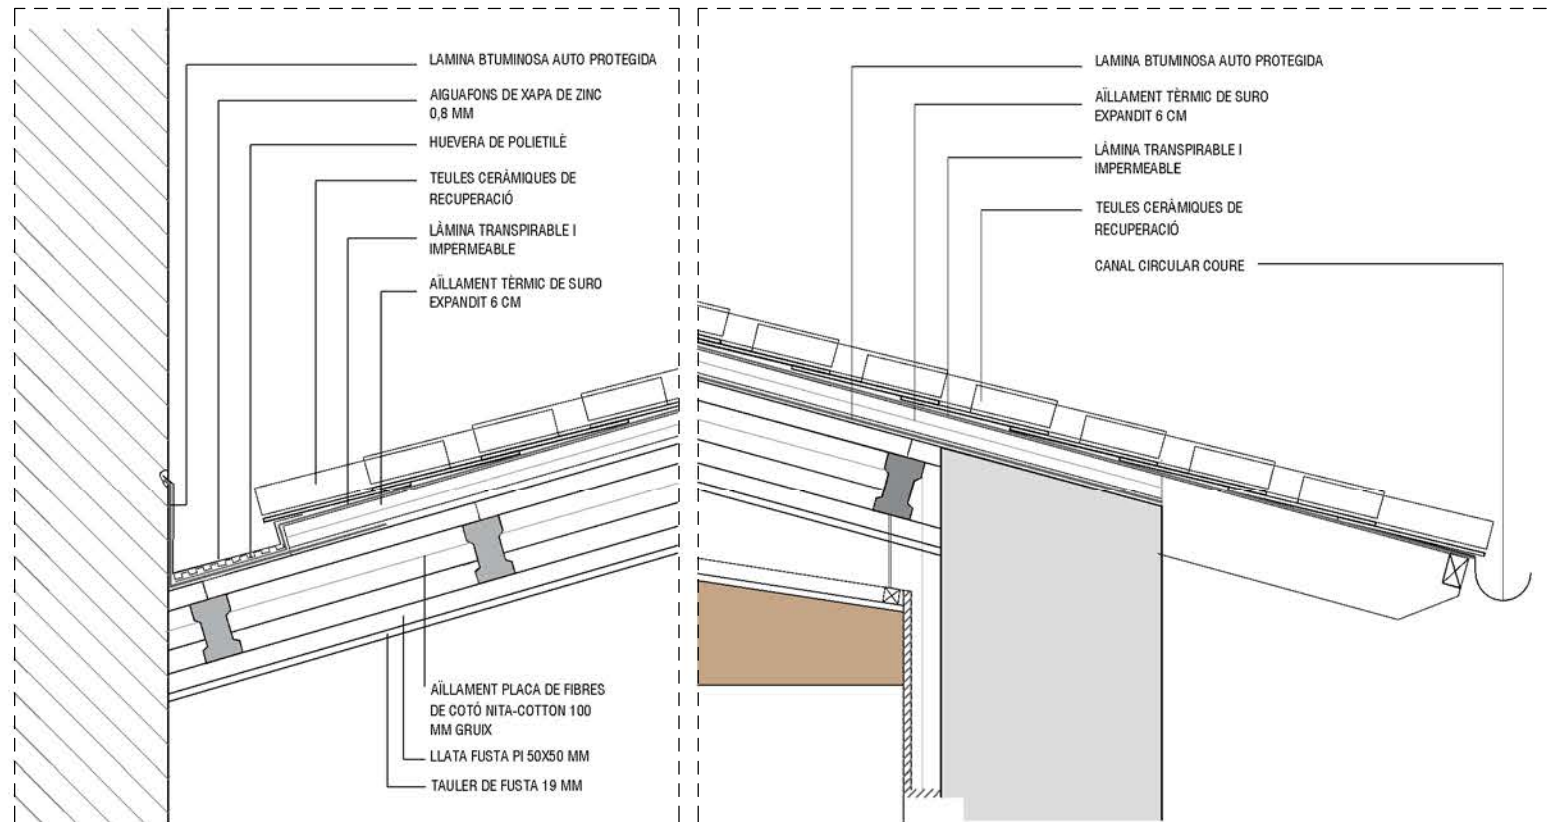 LAMINA BTUMINOSA AUTO PROTEGIDA
AIGUAFONS DE XAPA DE ZINC
0,8 MM
HUEVERA DE POLIETILÈ
TEULES CERÀMIQUES DE
RECUPERACIÓ
LÀMINA TRANSPIRABLE I
IMPERMEABLE
AÏLLAMENT TÈRMIC DE SURO
EXPANDIT 6 CM
AÏLLAMENT PLACA DE FIBRES
DE COTÓ NITA-COTTON 100
MM GRUIX
LLATA FUSTA PI 50X50 MM
TAULER DE FUSTA 19 MM
LAMINA BTUMINOSA AUTO PROTEGIDA
AÏLLAMENT TÈRMIC DE SURO
EXPANDIT 6 CM
LÀMINA TRANSPIRABLE I
IMPERMEABLE
TEULES CERÀMIQUES DE
RECUPERACIÓ
CANAL CIRCULAR COURE